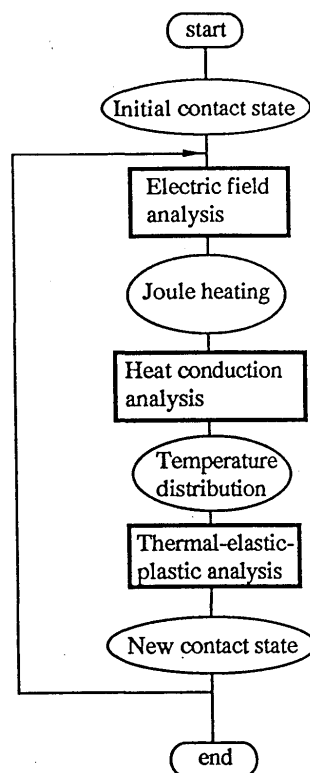 start
Initial contact state
Electric field
analysis
Joule heating
Heat conduction
analysis
Temperature
distribution
Thermal-elastic-
plastic analysis
New contact state
end